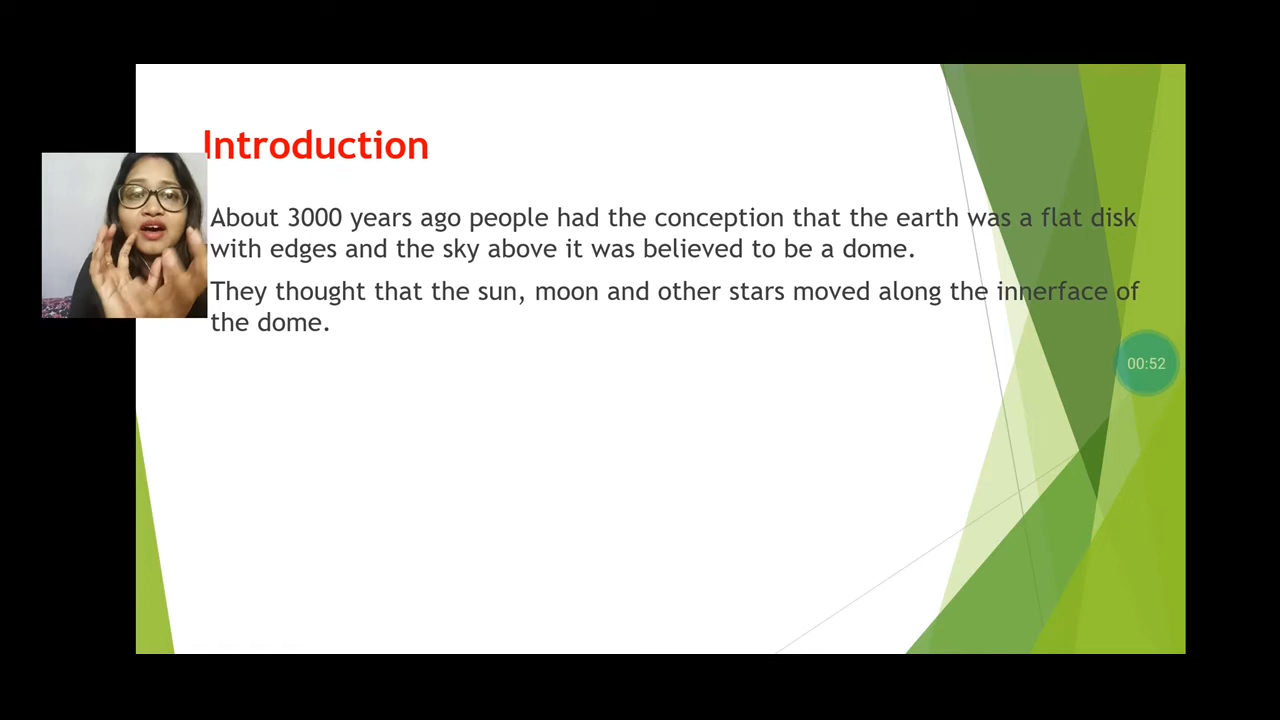 Introduction
About 3000 years ago people had the conception that the earth was a flat disk
with edges and the sky above it was believed to be a dome.
They thought that the sun, moon and other stars moved along the innerface of
the dome.
00:52